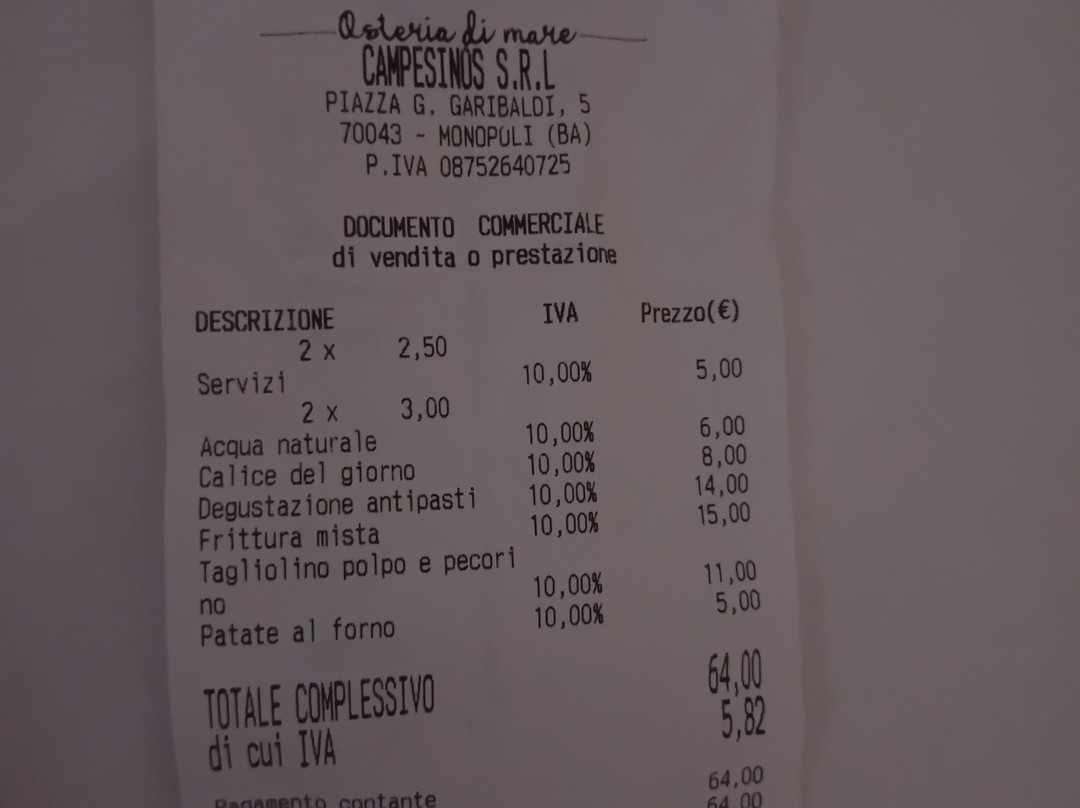 Osteria di mare
CAMPESINOS S.R.L
PIAZZA G. GARIBALDI, 5
70043 - MONOPOLI (BA)
P.IVA 08752640725
DOCUMENTO COMMERCIALE
di vendita o prestazione
DESCRIZIONE IVA Prezzo(€)
2 x 2,50
Servizi 10,00% 5,00
2 x 3,00
Acqua naturale 10,00% 6,00
Calice del giorno 10,00% 8,00
Degustazione antipasti 10,00% 14,00
Frittura mista 10,00% 15,00
Tagliolino polpo e pecori
no 10,00% 11,00
Patate al forno 10,00% 5,00
TOTALE COMPLESSIVO 64,00
di cui IVA 5,82
Pagamento contante 64,00
64,00